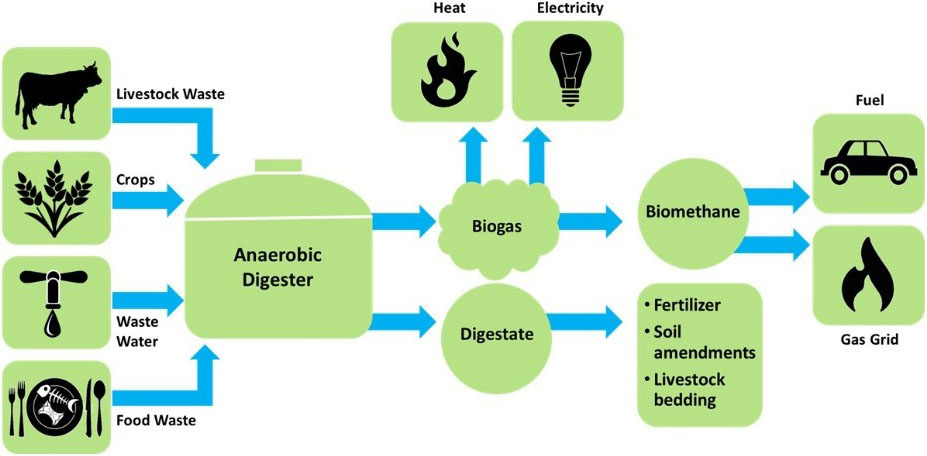 Heat
Electricity
Livestock Waste
Crops
Waste
Water
Food Waste
Anaerobic
Digester
Biogas
Digestate
Biomethane
Fuel
Gas Grid
• Fertilizer
• Soil
amendments
• Livestock
bedding